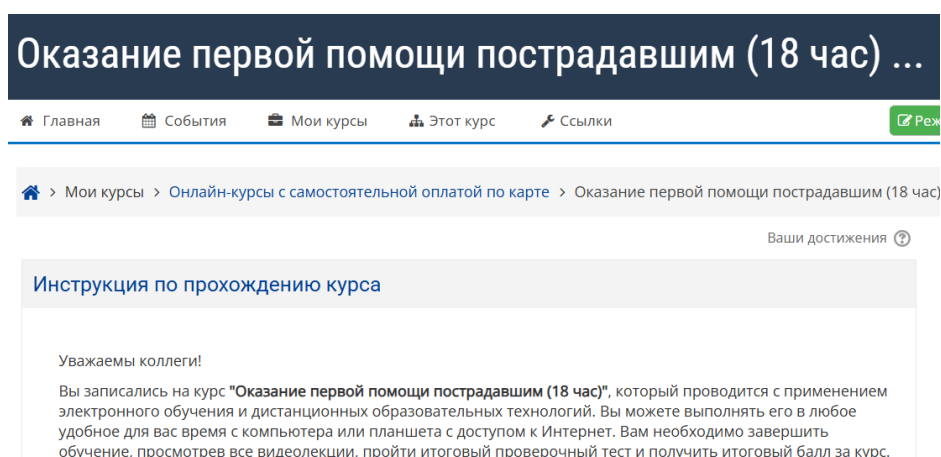 Оказание первой помощи пострадавшим (18 час) ...
Главная События Мои курсы Этот курс Ссылки
> Мои курсы > Онлайн-курсы с самостоятельной оплатой по карте > Оказание первой помощи пострадавшим (18 час)
Ваши достижения
Инструкция по прохождению курса
Уважаемы коллеги!
Вы записались на курс "Оказание первой помощи пострадавшим (18 час)", который проводится с применением
электронного обучения и дистанционных образовательных технологий. Вы можете выполнять его в любое
удобное для вас время с компьютера или планшета с доступом к Интернет. Вам необходимо завершить
обучение, просмотрев все видеолекции, пройти итоговый проверочный тест и получить итоговый балл за курс.